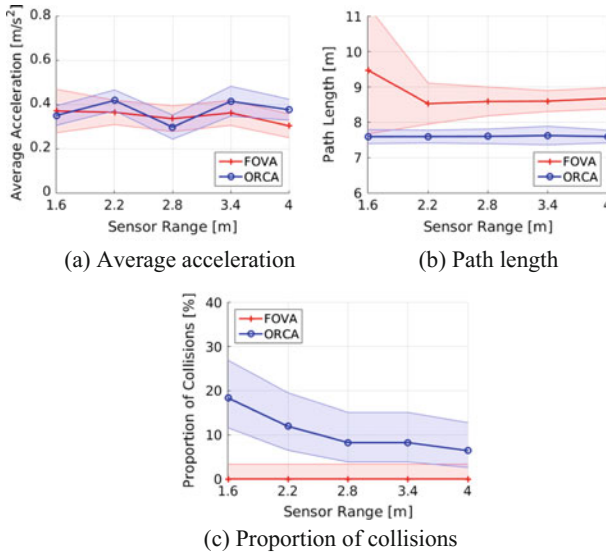 0.8
0.6
0.4
0.2
0
Average Acceleration [m/s²]
FOVA
ORCA
1.6 2.2 2.8 3.4 4
Sensor Range [m]
(a) Average acceleration
11
10
9
8
7
6
Path Length [m]
FOVA
ORCA
1.6 2.2 2.8 3.4 4
Sensor Range [m]
(b) Path length
40
30
20
10
0
Proportion of Collisions [%]
FOVA
ORCA
1.6 2.2 2.8 3.4 4
Sensor Range [m]
(c) Proportion of collisions